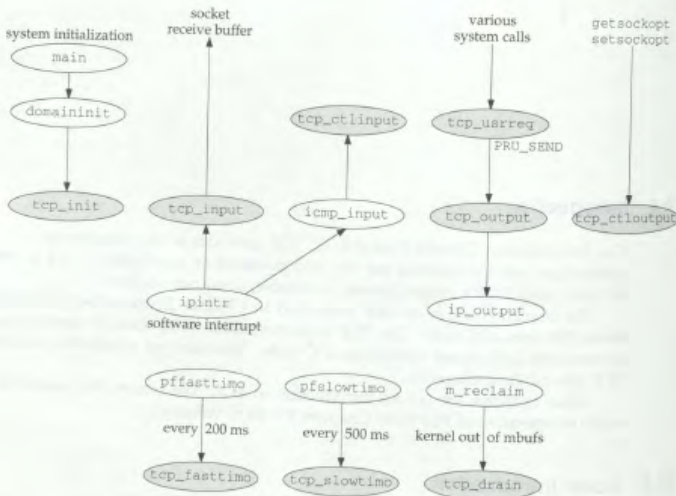 system initialization
main
domaininit
tcp_init
socket
receive buffer
tcp_input
ipintr
software interrupt
tcp_ctlinput
icmp_input
various
system calls
tcp_usrreq
PRU_SEND
tcp_output
ip_output
getsockopt
setsockopt
tcp_ctloutput
pffasttimo
every 200 ms
tcp_fasttimo
pfslowtimo
every 500 ms
tcp_slowtimo
m_reclaim
kernel out of mbufs
tcp_drain